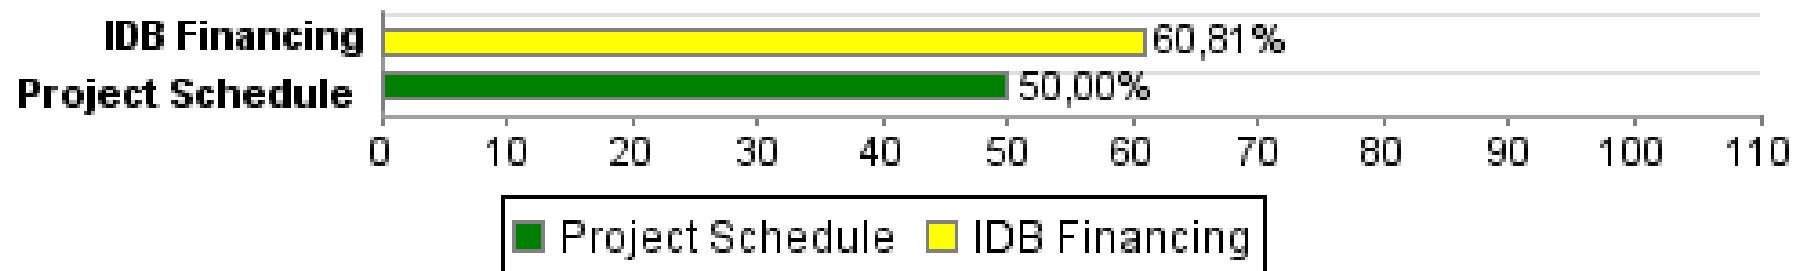 IDB Financing 60,81%
Project Schedule 50,00%
0 10 20 30 40 50 60 70 80 90 100 110
Project Schedule IDB Financing